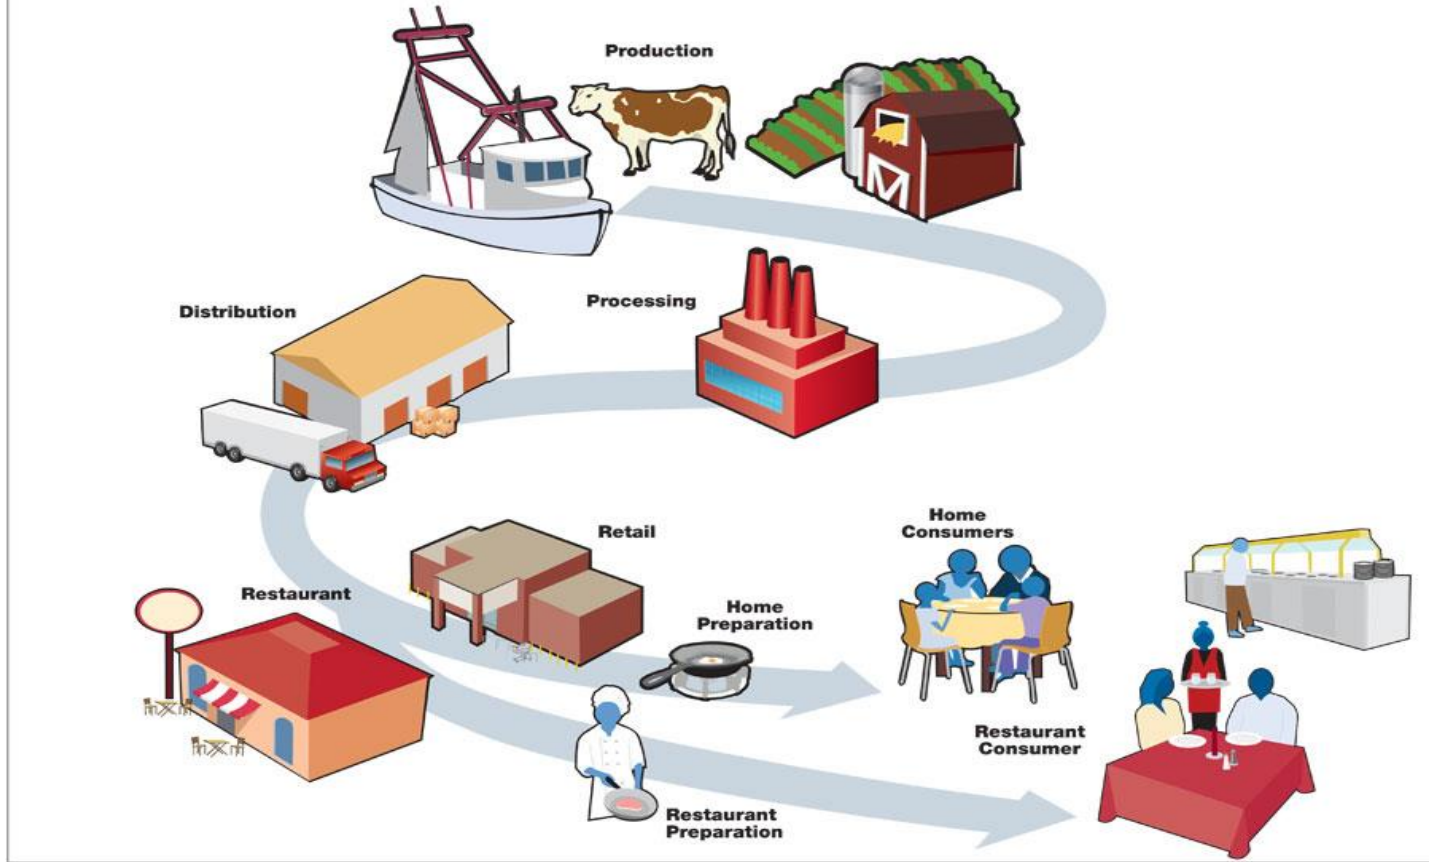 Production
Distribution
Processing
Retail
Home
Consumers
Restaurant
Home
Preparation
Restaurant
Consumer
Restaurant
Preparation